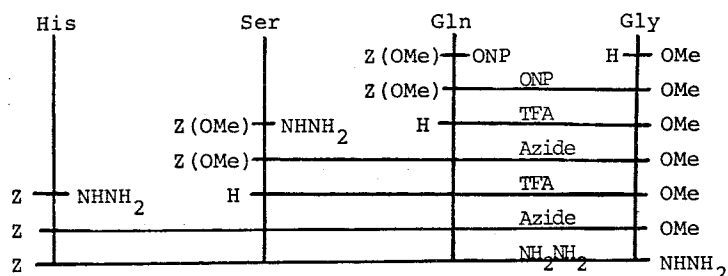 His Ser Gln Gly
Z(OMe) ONP H OMe
Z(OMe) ONP OMe
Z(OMe) NHNH2 H TFA OMe
Z(OMe) Azide OMe
Z NHNH2 H TFA OMe
Z Azide OMe
Z NH2NH2 NHNH2